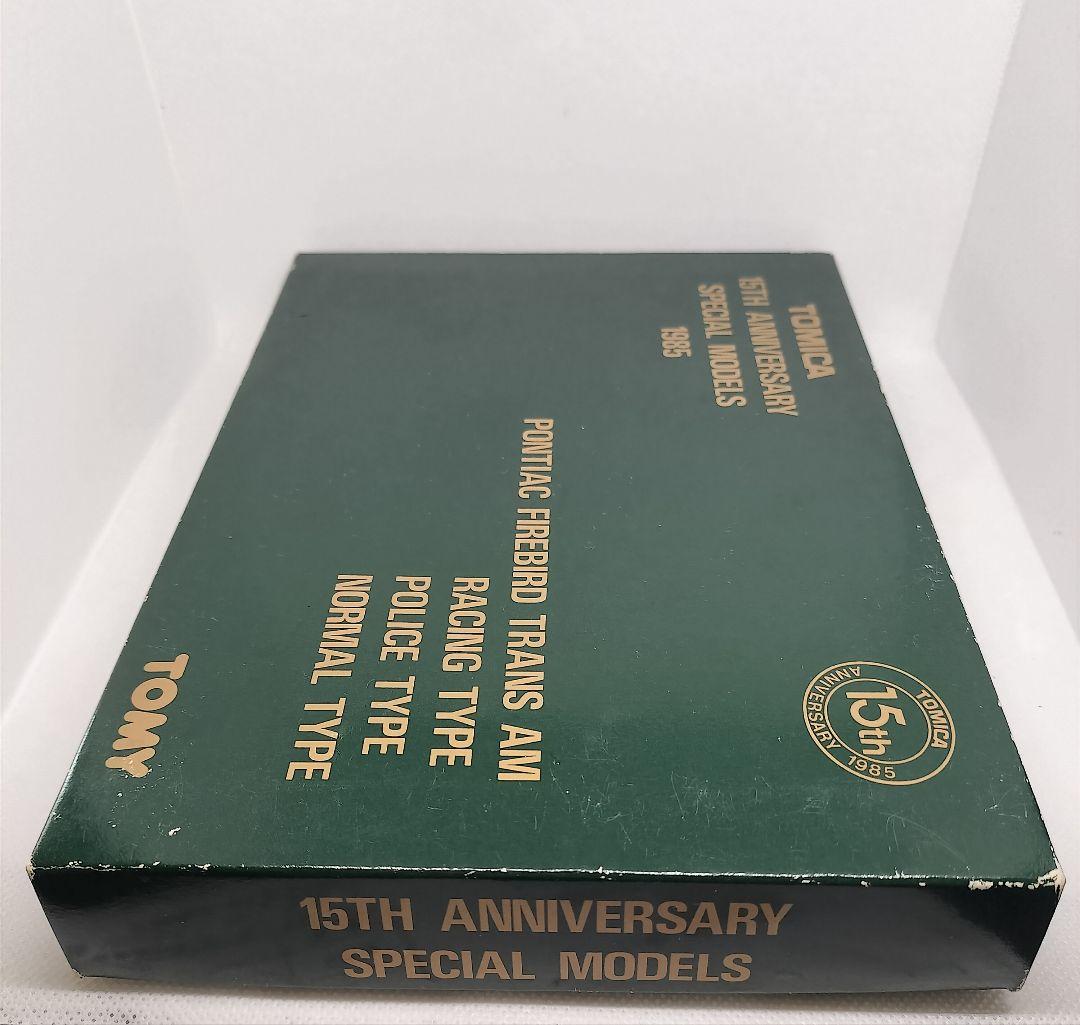 TOMICA
15TH ANNIVERSARY
SPECIAL MODELS
1985
PONTIAC FIREBIRD TRANS AM
RACING TYPE
POLICE TYPE
NORMAL TYPE
TOMICA
15th
ANNIVERSARY 1985
TOMY
15TH ANNIVERSARY
SPECIAL MODELS